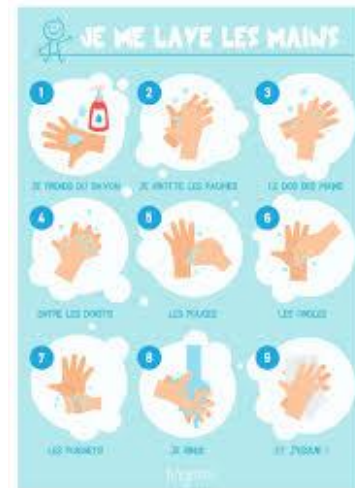 JE ME LAVE LES MAINS
1
2
3
JE PRENDS DU SAVON
JE FROTTE LES PAUMES
LE DOS DES MAINS
4
5
6
ENTRE LES DOIGTS
LES POUCES
LES ONGLES
7
8
9
LES POIGNETS
JE RINCE
ET J'ESSUIE !